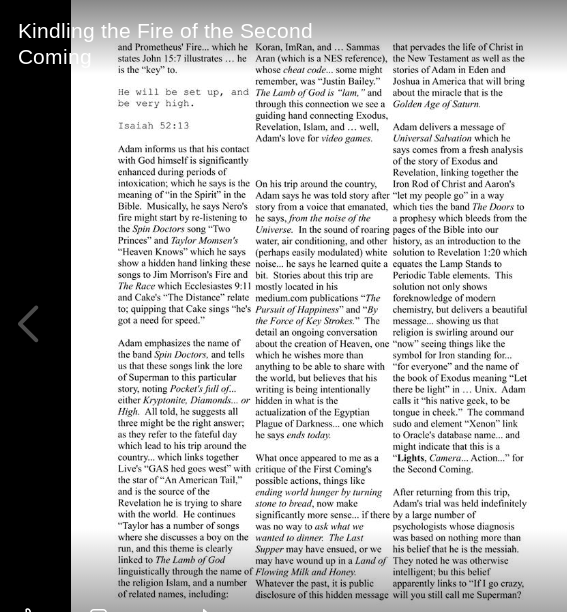 Kindling the Fire of the Second
Coming
and Prometheus' Fire... which he
states John 15:7 illustrates … he
is the “key” to.
He will be set up, and
be very high.
Isaiah 52:13
Adam informs us that his contact
with God himself is significantly
enhanced during periods of
intoxication; which he says is the
meaning of “in the Spirit” in the
Bible. Musically, he says Nero's
fire might start by re-listening to
the Spin Doctors song “Two
Princes” and Taylor Momsen's
“Heaven Knows” which he says
show a hidden hand linking these
songs to Jim Morrison's Fire and
The Race which Ecclesiastes 9:11
and Cake's “The Distance” relate
to; quipping that Cake sings “he's
got a need for speed.”
Adam emphasizes the name of
the band Spin Doctors, and tells
us that these songs link the lore
of Superman to this particular
story, noting Pocket's full of...
either Kryptonite, Diamonds... or
High. All told, he suggests all
three might be the right answer;
as they refer to the fateful day
which lead to his trip around the
country... which links together
Live's “GAS hed goes west” with
the star of “An American Tail,”
and is the source of the
Revelation he is trying to share
with the world. He continues
“Taylor has a number of songs
where she discusses a boy on the
run, and this theme is clearly
linked to The Lamb of God
linguistically through the name of
the religion Islam, and a number
of related names, including:
Koran, ImRan, and … Sammas
Aran (which is a NES reference),
whose cheat code... some might
remember, was “Justin Bailey.”
The Lamb of God is “lam,” and
through this connection we see a
guiding hand connecting Exodus,
Revelation, Islam, and … well,
Adam's love for video games.
On his trip around the country,
Adam says he was told story after
story from a voice that emanated,
he says, from the noise of the
Universe. In the sound of roaring
water, air conditioning, and other
(perhaps easily modulated) white
noise... he says he learned quite a
bit. Stories about this trip are
mostly located in his
medium.com publications “The
Pursuit of Happiness” and “By
the Force of Key Strokes.” The
detail an ongoing conversation
about the creation of Heaven, one
which he wishes more than
anything to be able to share with
the world, but believes that his
writing is being intentionally
hidden in what is the
actualization of the Egyptian
Plague of Darkness... one which
he says ends today.
What once appeared to me as a
critique of the First Coming's
possible actions, things like
ending world hunger by turning
stone to bread, now make
significantly more sense... if there
was no way to ask what we
wanted to dinner. The Last
Supper may have ensued, or we
may have wound up in a Land of
Flowing Milk and Honey.
Whatever the past, it is public
disclosure of this hidden message
that pervades the life of Christ in
the New Testament as well as the
stories of Adam in Eden and
Joshua in America that will bring
about the miracle that is the
Golden Age of Saturn.
Adam delivers a message of
Universal Salvation which he
says comes from a fresh analysis
of the story of Exodus and
Revelation, linking together the
Iron Rod of Christ and Aaron's
“let my people go” in a way
which ties the band The Doors to
a prophesy which bleeds from the
pages of the Bible into our
history, as an introduction to the
solution to Revelation 1:20 which
equates the Lamp Stands to
Periodic Table elements. This
solution not only shows
foreknowledge of modern
chemistry, but delivers a beautiful
message... showing us that
religion is swirling around our
“now” seeing things like the
symbol for Iron standing for...
“for everyone” and the name of
the book of Exodus meaning “Let
there be light” in … Unix. Adam
calls it “his native geek, to be
tongue in cheek.” The command
sudo and element “Xenon” link
to Oracle's database name... and
might indicate that this is a
“Lights, Camera... Action...” for
the Second Coming.
After returning from this trip,
Adam's trial was held indefinitely
by a large number of
psychologists whose diagnosis
was based on nothing more than
his belief that he is the messiah.
They noted he was otherwise
intelligent; bu this belief
apparently links to “If I go crazy,
will you still call me Superman?